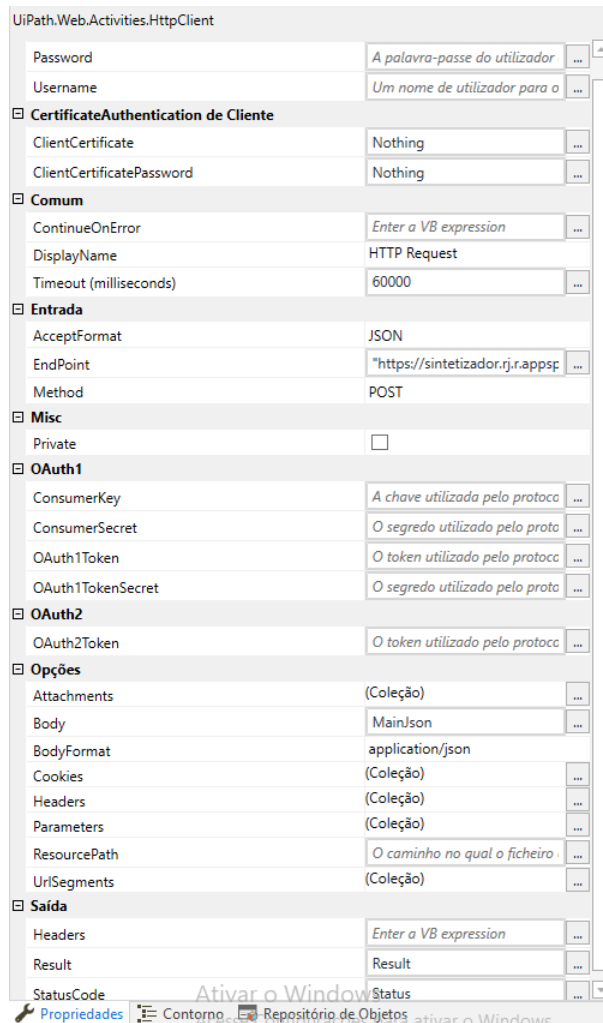 UiPath.Web.Activities.HttpClient
Password A palavra-passe do utilizador ...
Username Um nome de utilizador para o ...
CertificateAuthentication de Cliente
ClientCertificate Nothing ...
ClientCertificatePassword Nothing ...
Comum
ContinueOnError Enter a VB expression ...
DisplayName HTTP Request
Timeout (milliseconds) 60000 ...
Entrada
AcceptFormat JSON
EndPoint "https://sintetizador.rj.r.appsp ...
Method POST
Misc
Private
OAuth1
ConsumerKey A chave utilizada pelo protoco ...
ConsumerSecret O segredo utilizado pelo proto ...
OAuth1Token O token utilizado pelo protoco ...
OAuth1TokenSecret O segredo utilizado pelo proto ...
OAuth2
OAuth2Token O token utilizado pelo protoco ...
Opções
Attachments (Coleção) ...
Body MainJson ...
BodyFormat application/json
Cookies (Coleção) ...
Headers (Coleção) ...
Parameters (Coleção) ...
ResourcePath O caminho no qual o ficheiro ...
UrlSegments (Coleção) ...
Saída
Headers Enter a VB expression ...
Result Result ...
StatusCode Status ...
Ativar o Windows
Propriedades Contorno Repositório de Objetos
para ativar o Windows